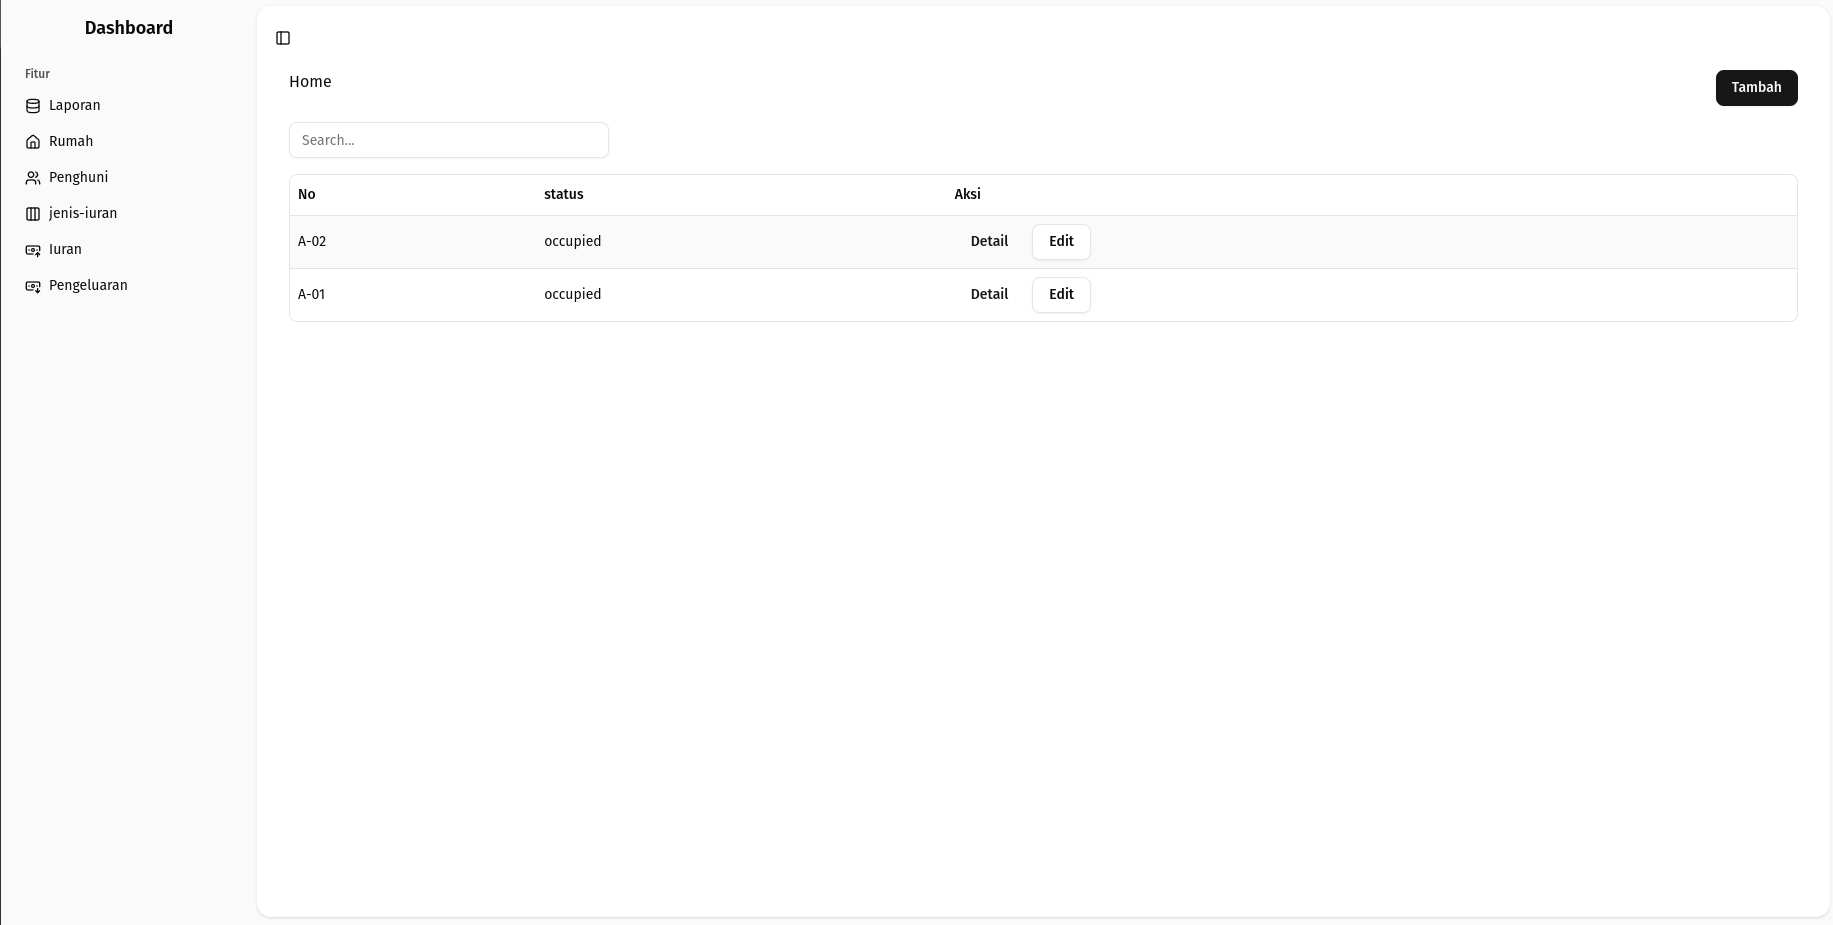 Dashboard
Fitur
Laporan
Rumah
Penghuni
jenis-iuran
Iuran
Pengeluaran
Home
Tambah
Search...
No status Aksi
A-02 occupied Detail Edit
A-01 occupied Detail Edit